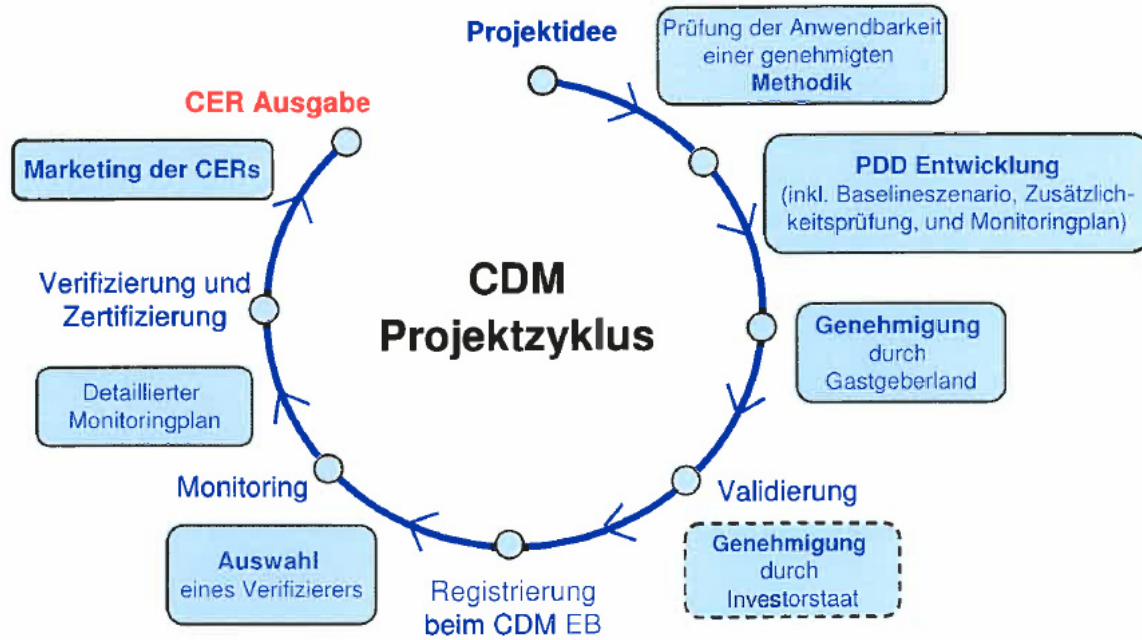 Projektidee
Prüfung der Anwendbarkeit
einer genehmigten
Methodik
PDD Entwicklung
(inkl. Baselineszenario, Zusätzlich-
keitsprüfung, und Monitoringplan)
Genehmigung
durch
Gastgeberland
Validierung
Genehmigung
durch
Investorstaat
Registrierung
beim CDM EB
Auswahl
eines Verifizierers
Monitoring
Detaillierter
Monitoringplan
Verifizierung und
Zertifizierung
Marketing der CERs
CER Ausgabe
CDM
Projektzyklus